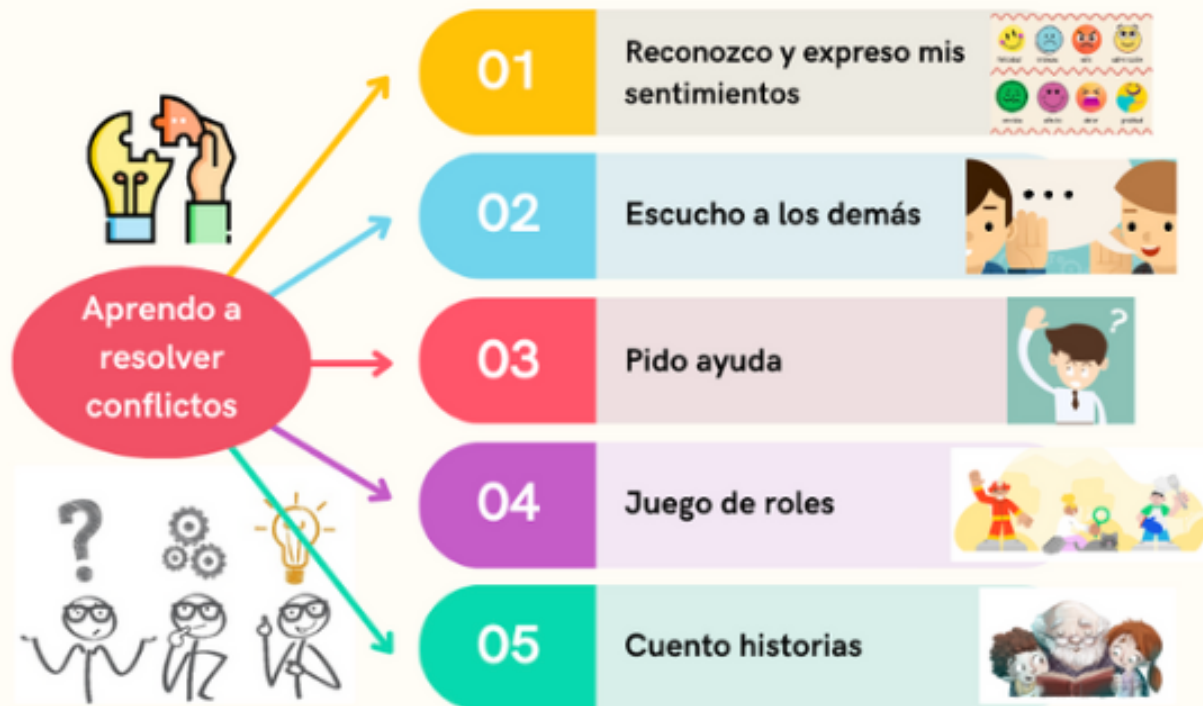 01
Reconozco y expreso mis
sentimientos
02
Escucho a los demás
Aprendo a
resolver
conflictos
03
Pido ayuda
?
04
Juego de roles
?
05
Cuento historias